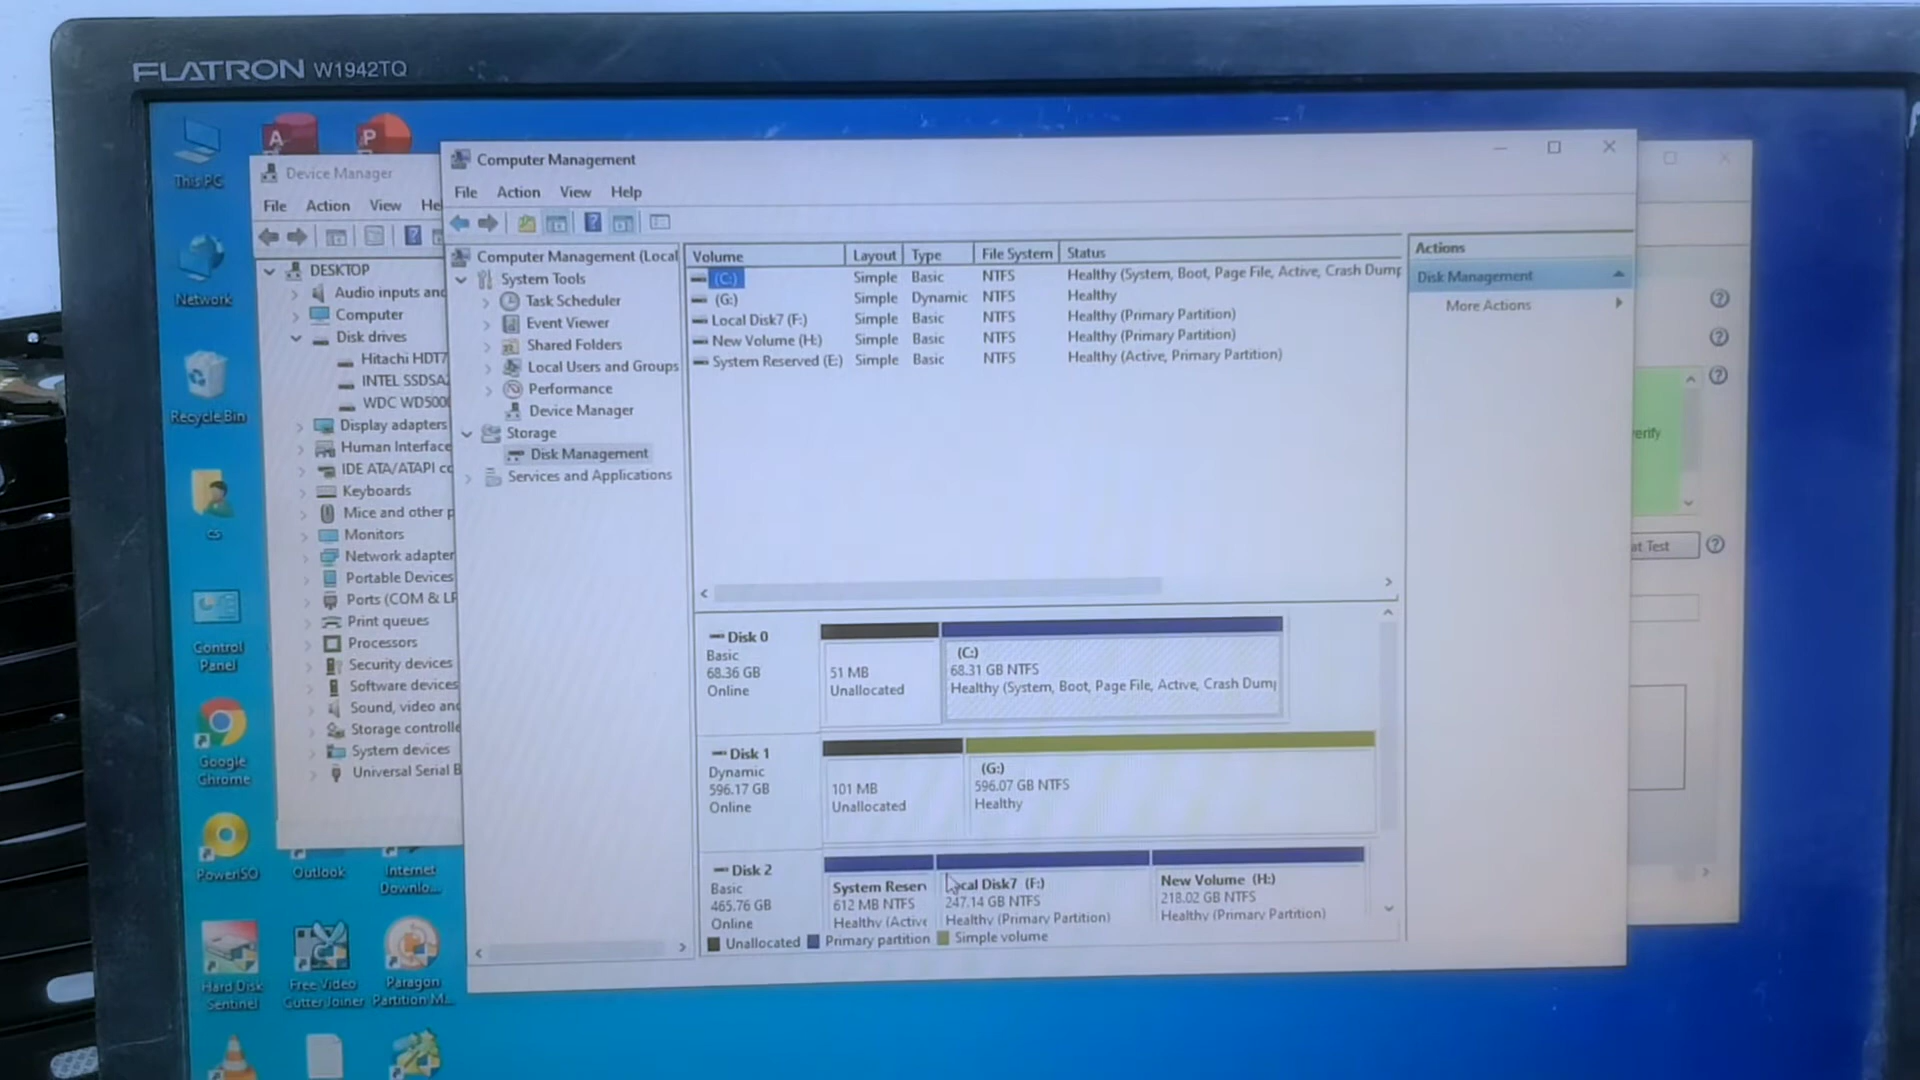 FLATRON W1942TQ
This PC
Network
Recycle Bin
cs
Control
Panel
Google
Chrome
PowerISO
Outlook
Internet
Downlo...
Hard Disk
Sentinel
Free Video
Cutter Joiner
Paragon
Partition M...
Device Manager
File Action View
DESKTOP
Audio inputs and
Computer
Disk drives
Hitachi HDT7
INTEL SSDSA2
WDC WD5000
Display adapters
Human Interface
IDE ATA/ATAPI co
Keyboards
Mice and other p
Monitors
Network adapter
Portable Devices
Ports (COM & LP
Print queues
Processors
Security devices
Software devices
Sound, video and
Storage controlle
System devices
Universal Serial B
Computer Management
File Action View Help
Computer Management (Local
System Tools
Task Scheduler
Event Viewer
Shared Folders
Local Users and Groups
Performance
Device Manager
Storage
Disk Management
Services and Applications
Volume Layout Type File System Status
(C:) Simple Basic NTFS Healthy (System, Boot, Page File, Active, Crash Dump
(G:) Simple Dynamic NTFS Healthy
Local Disk7 (F:) Simple Basic NTFS Healthy (Primary Partition)
New Volume (H:) Simple Basic NTFS Healthy (Primary Partition)
System Reserved (E:) Simple Basic NTFS Healthy (Active, Primary Partition)
Disk 0
Basic
68.36 GB
Online
51 MB
Unallocated
(C:)
68.31 GB NTFS
Healthy (System, Boot, Page File, Active, Crash Dump
Disk 1
Dynamic
596.17 GB
Online
101 MB
Unallocated
(G:)
596.07 GB NTFS
Healthy
Disk 2
Basic
465.76 GB
Online
System Reserv
612 MB NTFS
Healthy (Active
Local Disk7 (F:)
247.14 GB NTFS
Healthy (Primary Partition)
New Volume (H:)
218.02 GB NTFS
Healthy (Primary Partition)
Unallocated Primary partition Simple volume
Actions
Disk Management
More Actions
erify
at Test